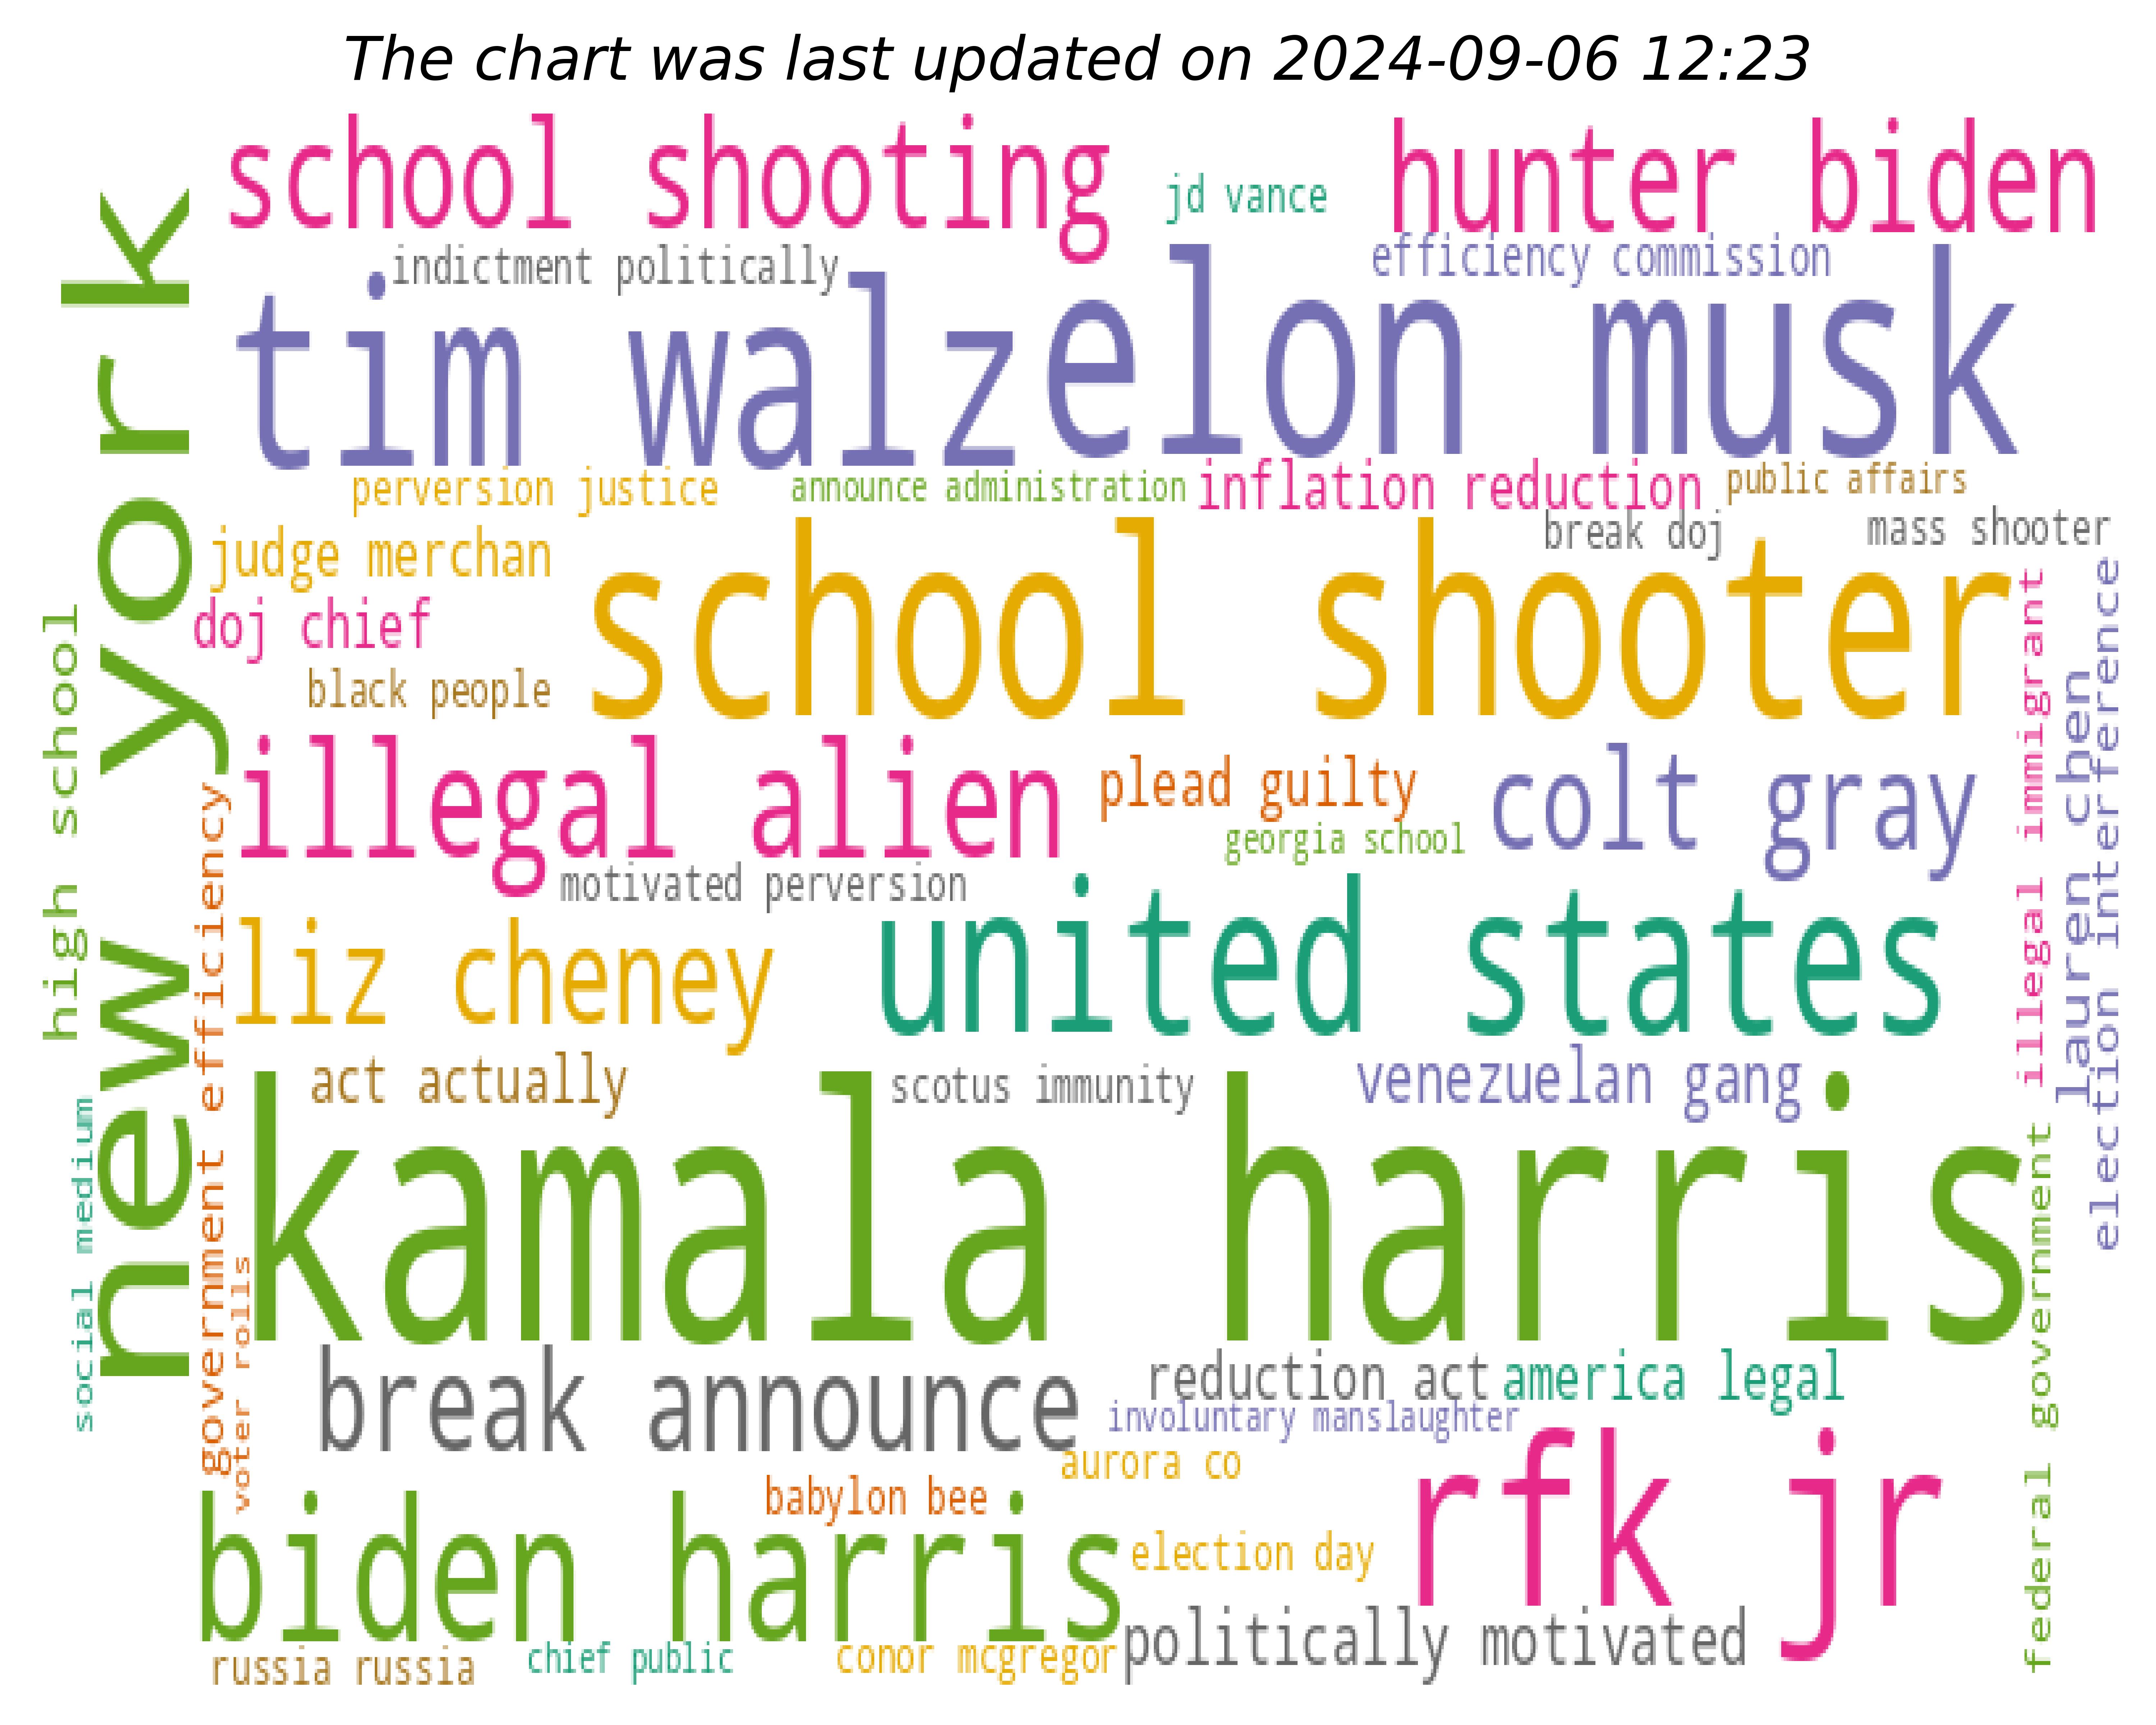 The chart was last updated on 2024-09-06 12:23
school shooting
hunter biden
jd vance
indictment politically
efficiency commission
tim walz
elon musk
perversion justice
announce administration
inflation reduction
public affairs
judge merchan
break doj
mass shooter
school shooter
doj chief
black people
illegal alien
plead guilty
colt gray
georgia school
motivated perversion
liz cheney
united states
act actually
scotus immunity
venezuelan gang
kamala harris
break announce
reduction act
america legal
involuntary manslaughter
aurora co
rfk jr
babylon bee
biden harris
election day
politically motivated
russia russia
chief public
conor mcgregor
new york
high school
social medium
government efficiency
voter rolls
illegal immigrant
lauren chen
election interference
federal government